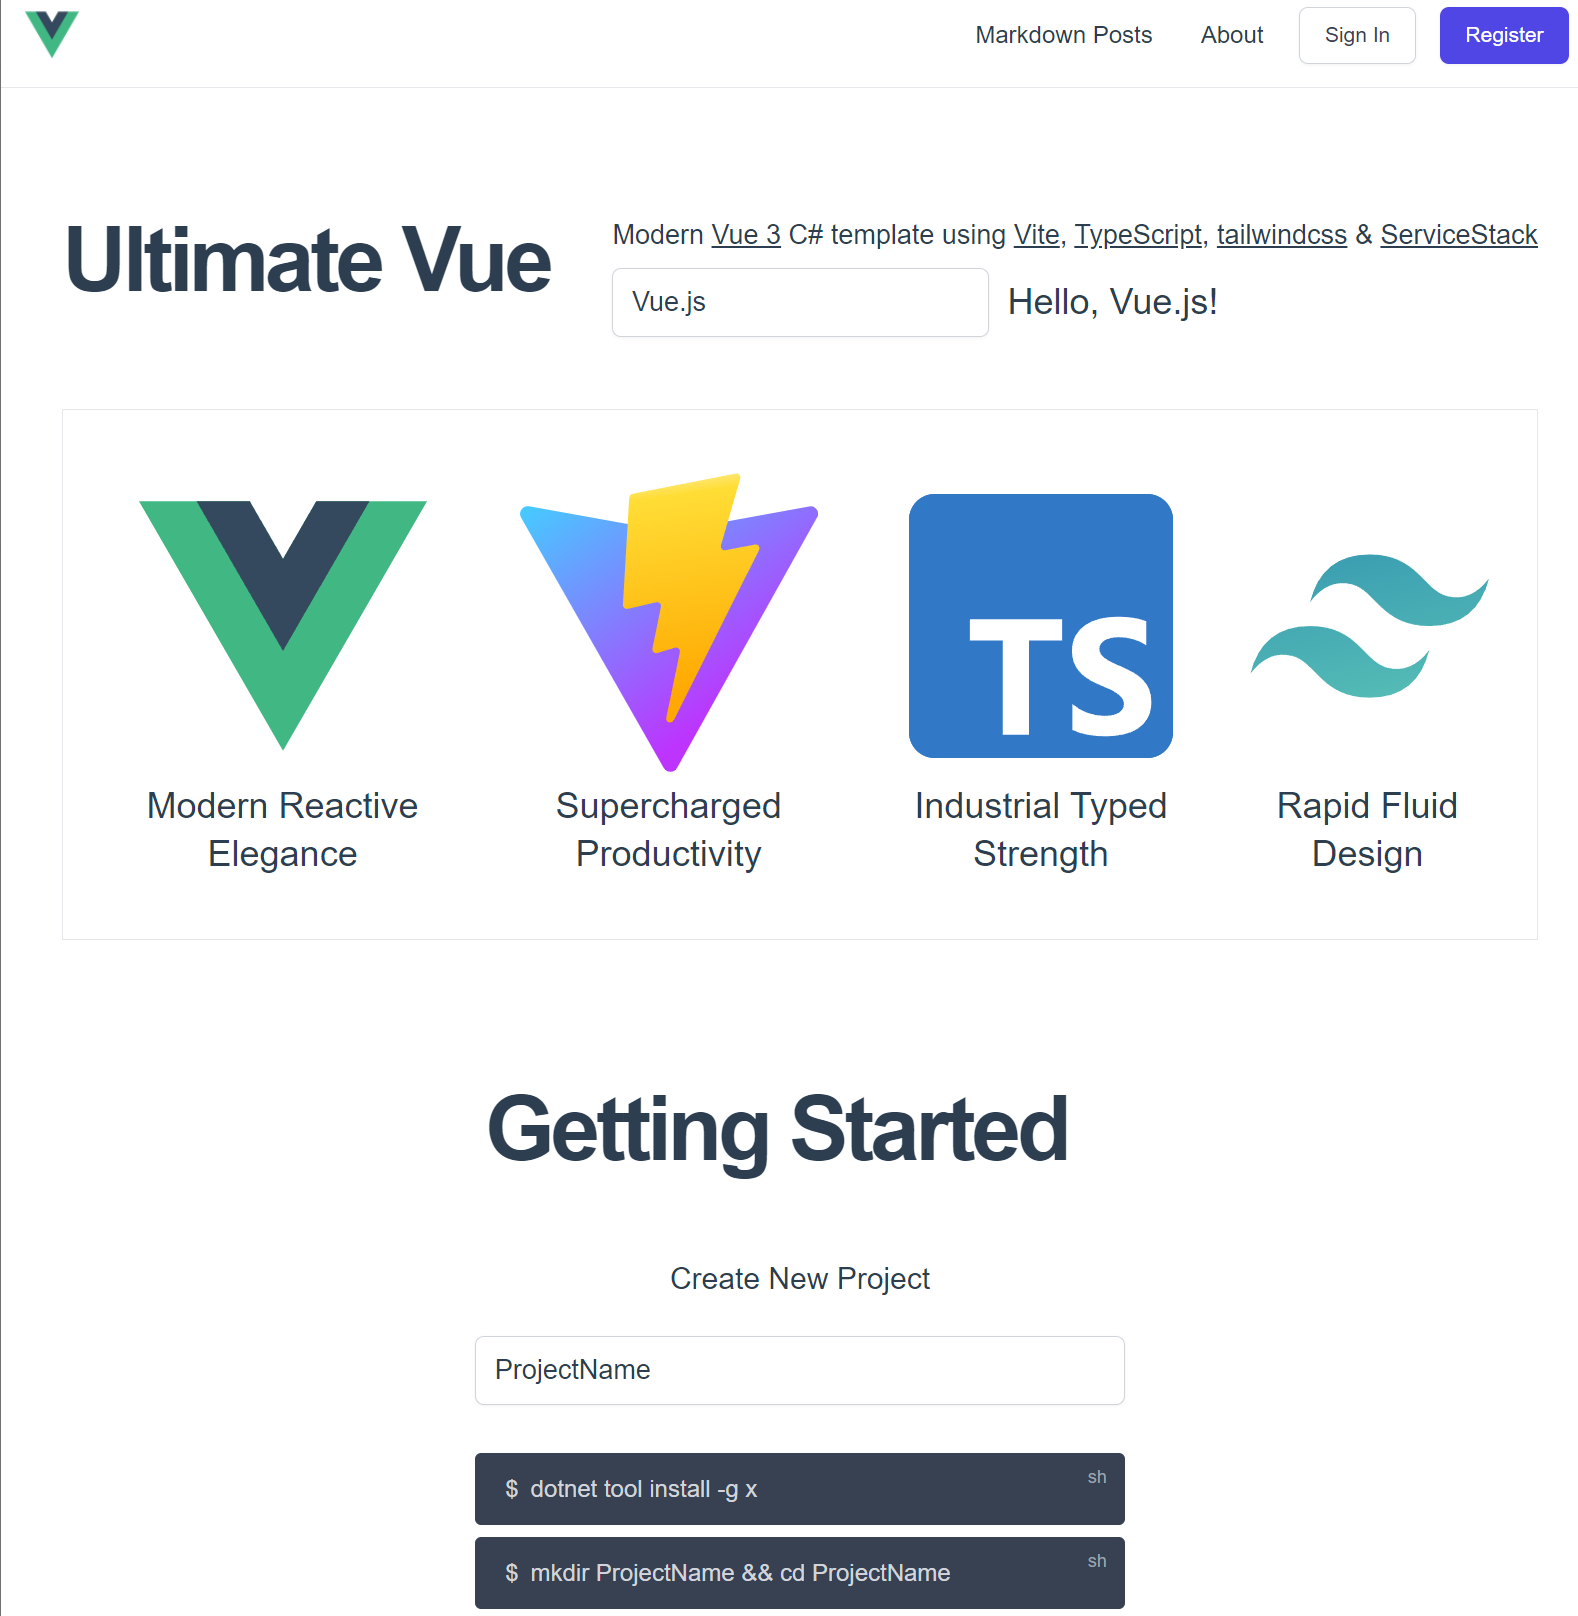 Markdown Posts About Sign In Register
Ultimate Vue
Modern Vue 3 C# template using Vite, TypeScript, tailwindcss & ServiceStack
Vue.js
Hello, Vue.js!
TS
Modern Reactive
Elegance
Supercharged
Productivity
Industrial Typed
Strength
Rapid Fluid
Design
Getting Started
Create New Project
ProjectName
$ dotnet tool install -g x
sh
$ mkdir ProjectName && cd ProjectName
sh